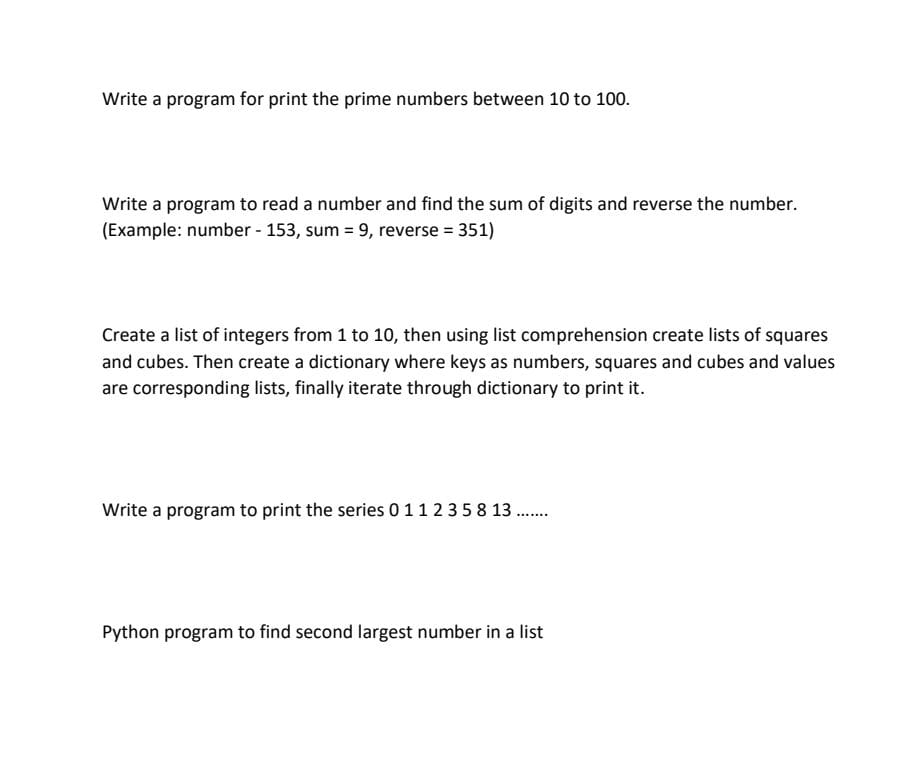 Write a program for print the prime numbers between 10 to 100.
Write a program to read a number and find the sum of digits and reverse the number.
(Example: number - 153, sum = 9, reverse = 351)
Create a list of integers from 1 to 10, then using list comprehension create lists of squares
and cubes. Then create a dictionary where keys as numbers, squares and cubes and values
are corresponding lists, finally iterate through dictionary to print it.
Write a program to print the series 0 1 1 2 3 5 8 13 …….
Python program to find second largest number in a list